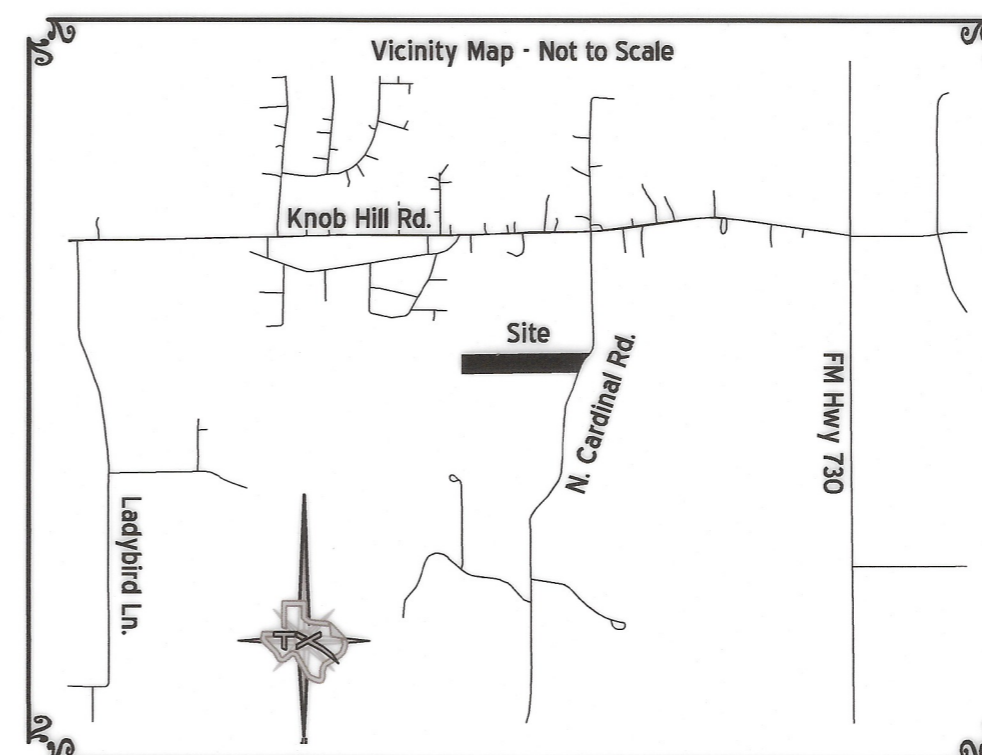 Vicinity Map - Not to Scale
Knob Hill Rd.
Site
N. Cardinal Rd.
FM Hwy 730
Ladybird Ln.
TX